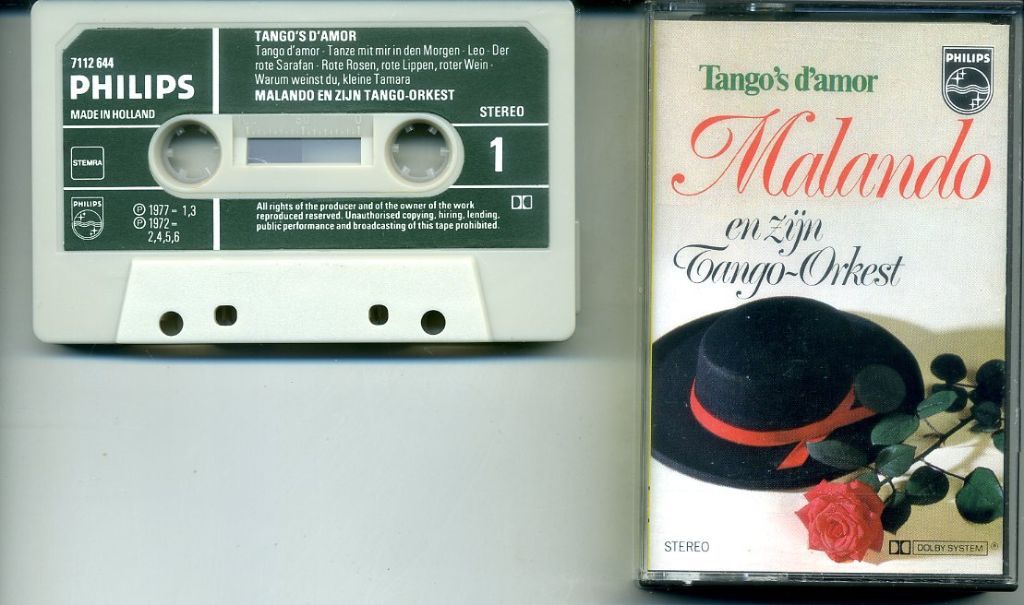 TANGO'S D'AMOR
Tango d'amor · Tanze mit mir in den Morgen · Leo · Der
rote Sarafan · Rote Rosen, rote Lippen, roter Wein ·
Warum weinst du, kleine Tamara
MALANDO EN ZIJN TANGO-ORKEST
7112 644
PHILIPS
MADE IN HOLLAND
STEREO
STEMRA
50 0
1
PHILIPS
Ⓟ 1977 - 1,3
Ⓟ 1972 -
2,4,5,6
All rights of the producer and of the owner of the work
reproduced reserved. Unauthorised copying, hiring, lending,
public performance and broadcasting of this tape prohibited.
PHILIPS
Tango's d'amor
Malando
en zijn
Tango-Orkest
STEREO
DOLBY SYSTEM ®